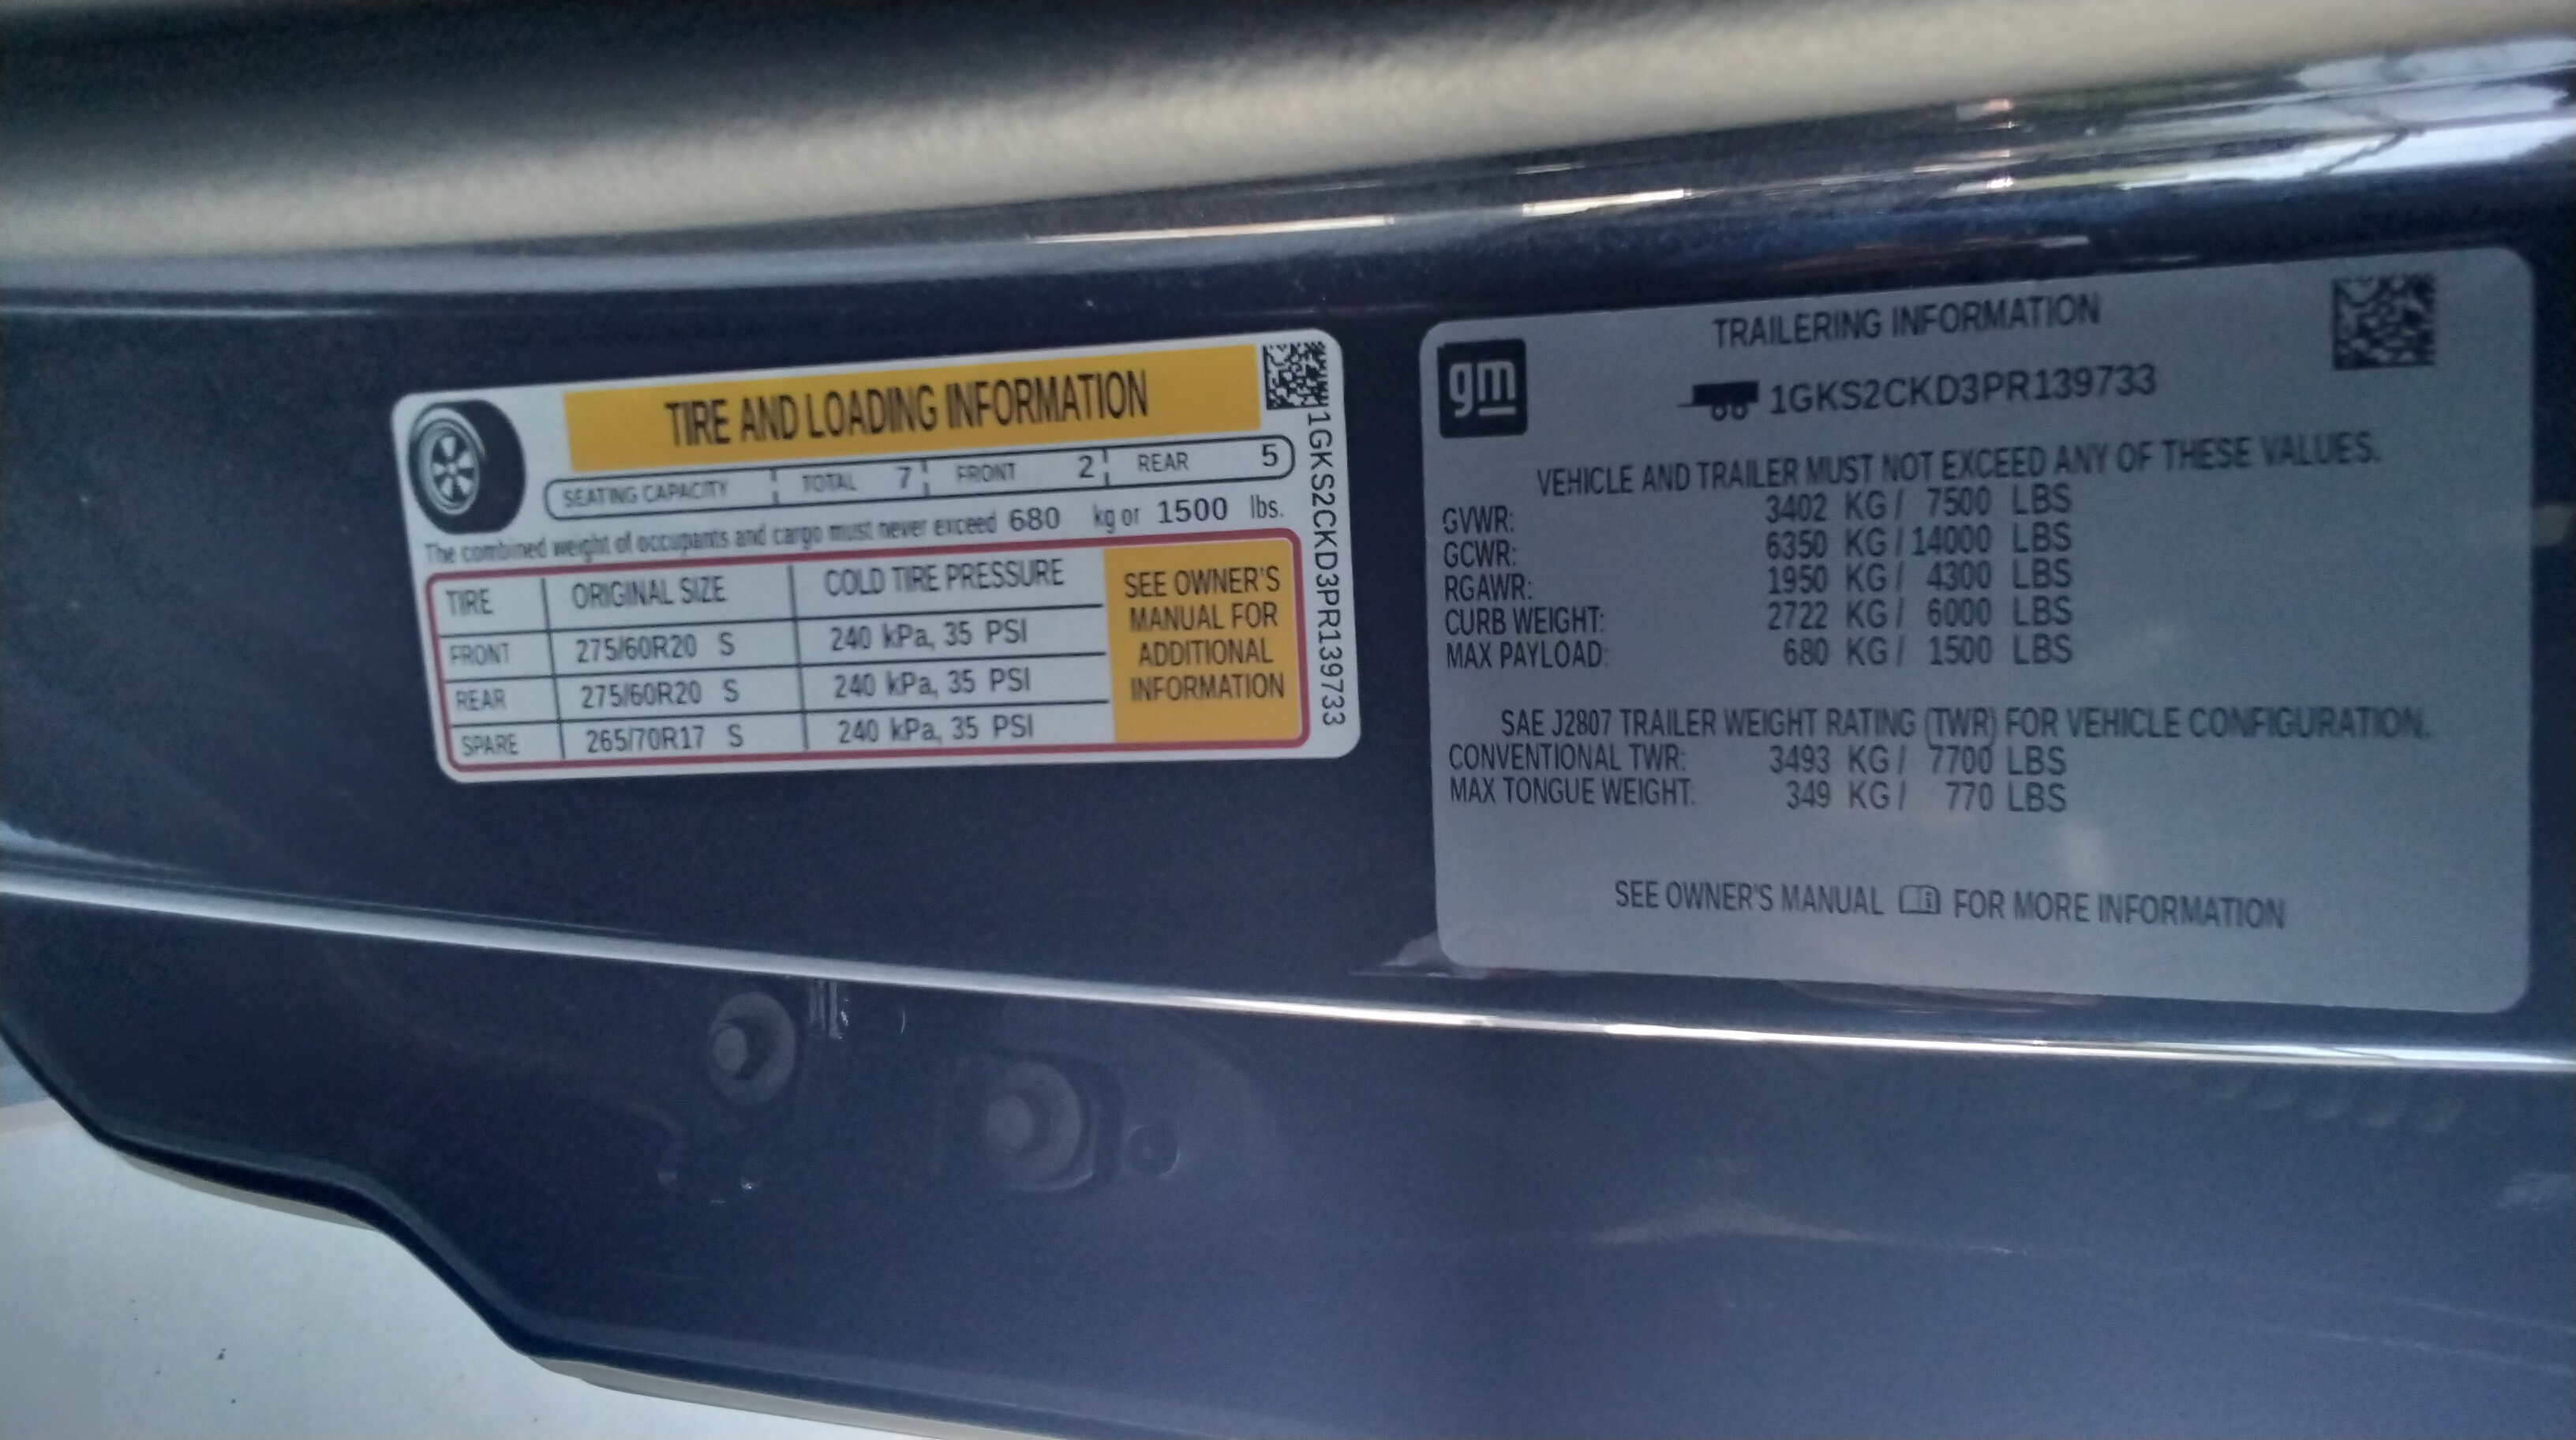 TIRE AND LOADING INFORMATION
SEATING CAPACITY TOTAL 7 FRONT 2 REAR 5
The combined weight of occupants and cargo must never exceed 680 kg or 1500 lbs.
TIRE ORIGINAL SIZE COLD TIRE PRESSURE
FRONT 275/60R20 S 240 kPa, 35 PSI
REAR 275/60R20 S 240 kPa, 35 PSI
SPARE 265/70R17 S 240 kPa, 35 PSI
SEE OWNER'S
MANUAL FOR
ADDITIONAL
INFORMATION
1GKS2CKD3PR139733
gm
TRAILERING INFORMATION
1GKS2CKD3PR139733
VEHICLE AND TRAILER MUST NOT EXCEED ANY OF THESE VALUES.
GVWR: 3402 KG / 7500 LBS
GCWR: 6350 KG / 14000 LBS
RGAWR: 1950 KG / 4300 LBS
CURB WEIGHT: 2722 KG / 6000 LBS
MAX PAYLOAD: 680 KG / 1500 LBS
SAE J2807 TRAILER WEIGHT RATING (TWR) FOR VEHICLE CONFIGURATION.
CONVENTIONAL TWR: 3493 KG / 7700 LBS
MAX TONGUE WEIGHT: 349 KG / 770 LBS
SEE OWNER'S MANUAL FOR MORE INFORMATION